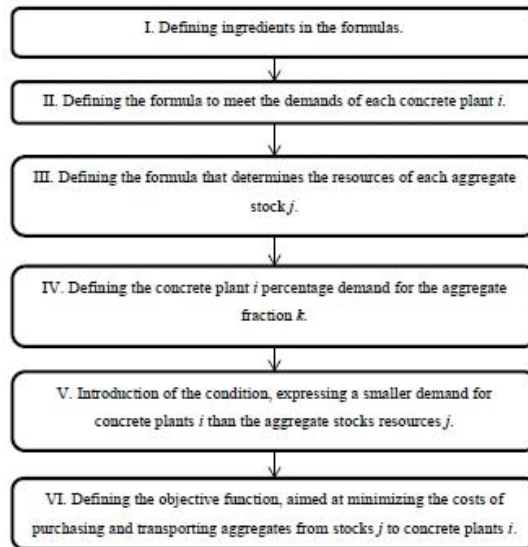 I. Defining ingredients in the formulas.
II. Defining the formula to meet the demands of each concrete plant i.
III. Defining the formula that determines the resources of each aggregate
stock j.
IV. Defining the concrete plant i percentage demand for the aggregate
fraction k.
V. Introduction of the condition, expressing a smaller demand for
concrete plants i than the aggregate stocks resources j.
VI. Defining the objective function, aimed at minimizing the costs of
purchasing and transporting aggregates from stocks j to concrete plants i.